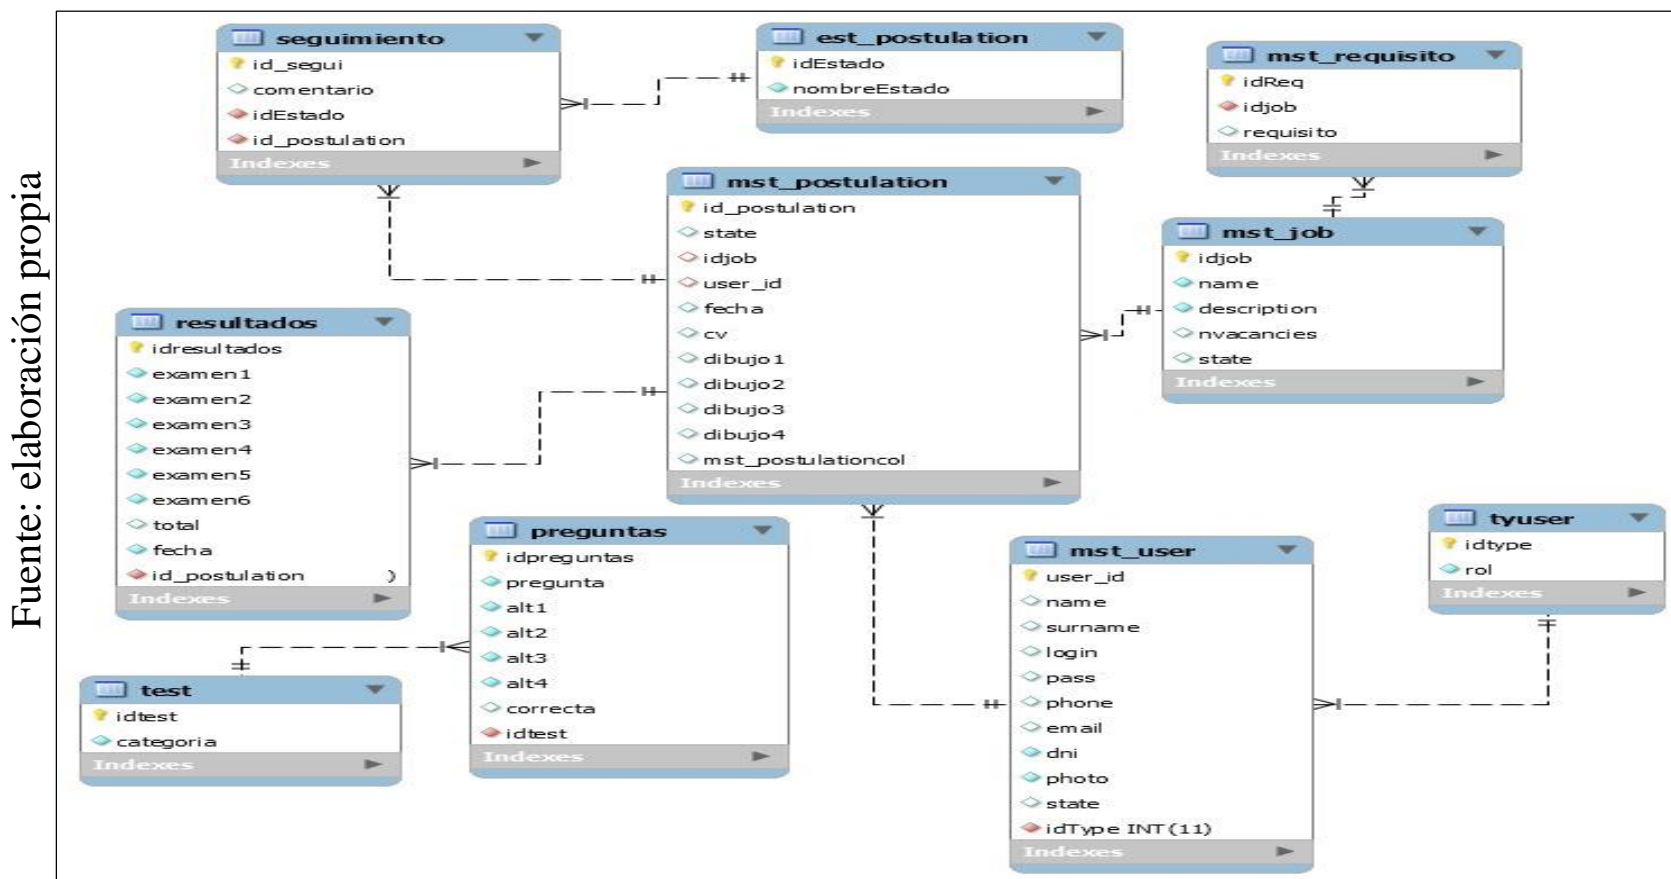 Fuente: elaboración propia
seguimiento
id_segui
comentario
idEstado
id_postulation
Indexes
est_postulation
idEstado
nombreEstado
Indexes
mst_requisito
idReq
idjob
requisito
Indexes
mst_postulation
id_postulation
state
idjob
user_id
fecha
cv
dibujo1
dibujo2
dibujo3
dibujo4
mst_postulationcol
Indexes
mst_job
idjob
name
description
nvacancies
state
Indexes
resultados
idresultados
examen1
examen2
examen3
examen4
examen5
examen6
total
fecha
id_postulation )
Indexes
preguntas
idpreguntas
pregunta
alt1
alt2
alt3
alt4
correcta
idtest
Indexes
test
idtest
categoria
Indexes
mst_user
user_id
name
surname
login
pass
phone
email
dni
photo
state
idType INT(11)
Indexes
tyuser
idtype
rol
Indexes